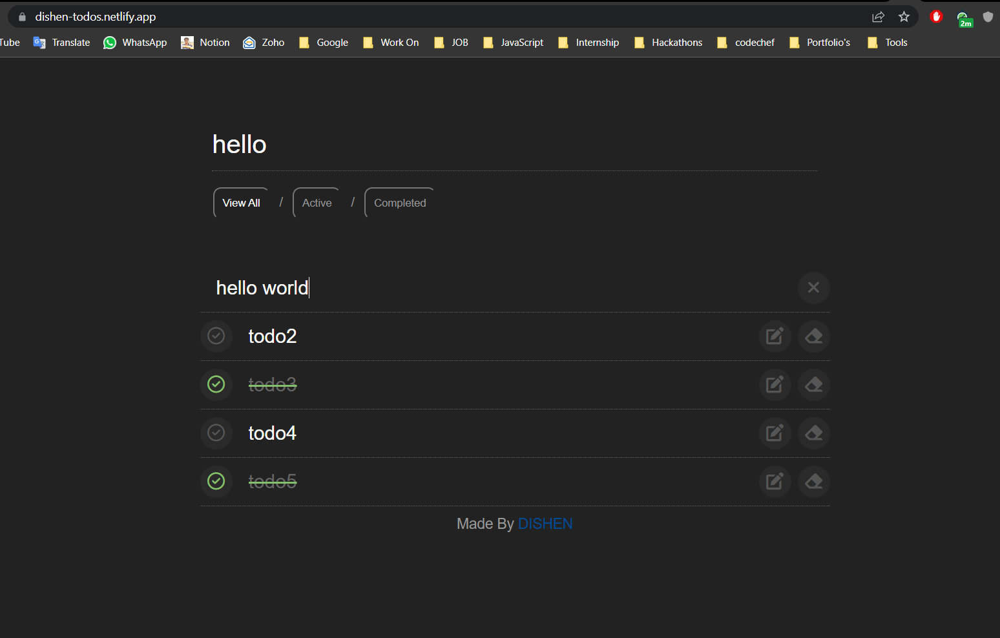 dishen-todos.netlify.app
2m
Tube Translate WhatsApp Notion Zoho Google Work On JOB JavaScript Internship Hackathons codechef Portfolio's Tools
hello
View All / Active / Completed
hello world
todo2
todo3
todo4
todo5
Made By DISHEN